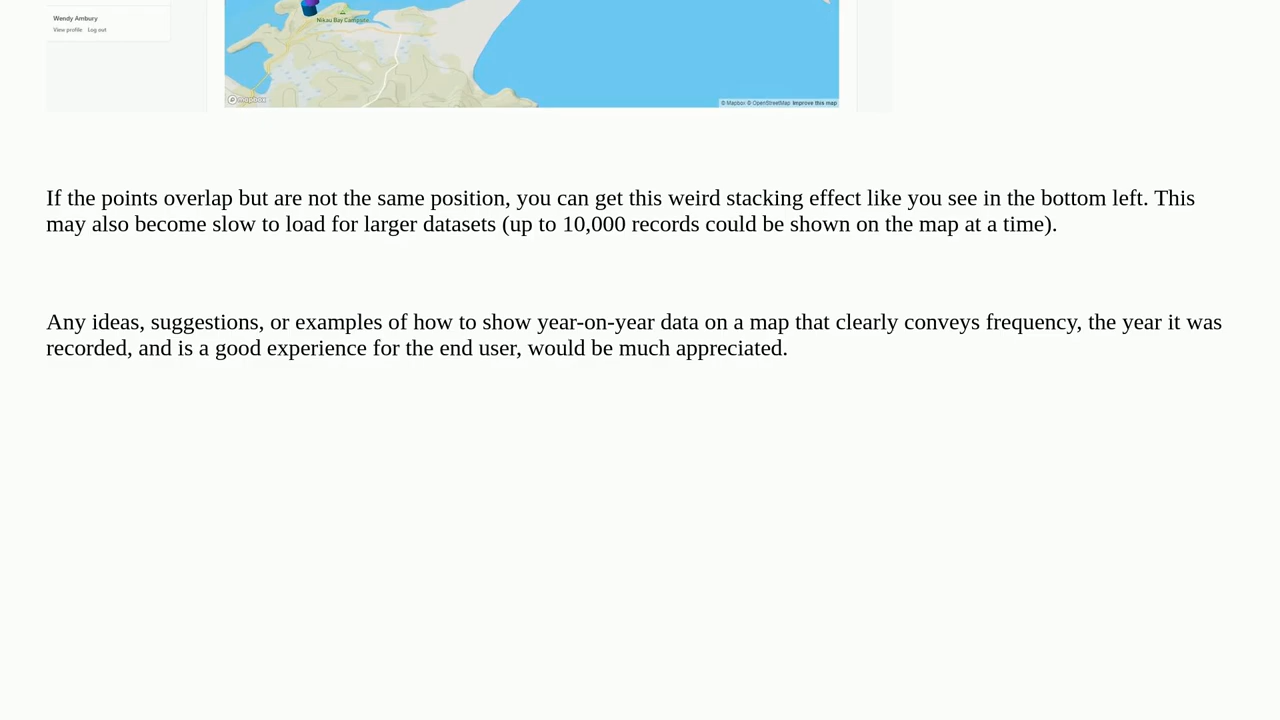 Wendy Ambury
View profile Log out
Nikau Bay Campsite
mapbox
© Mapbox © OpenStreetMap Improve this map
If the points overlap but are not the same position, you can get this weird stacking effect like you see in the bottom left. This
may also become slow to load for larger datasets (up to 10,000 records could be shown on the map at a time).
Any ideas, suggestions, or examples of how to show year-on-year data on a map that clearly conveys frequency, the year it was
recorded, and is a good experience for the end user, would be much appreciated.